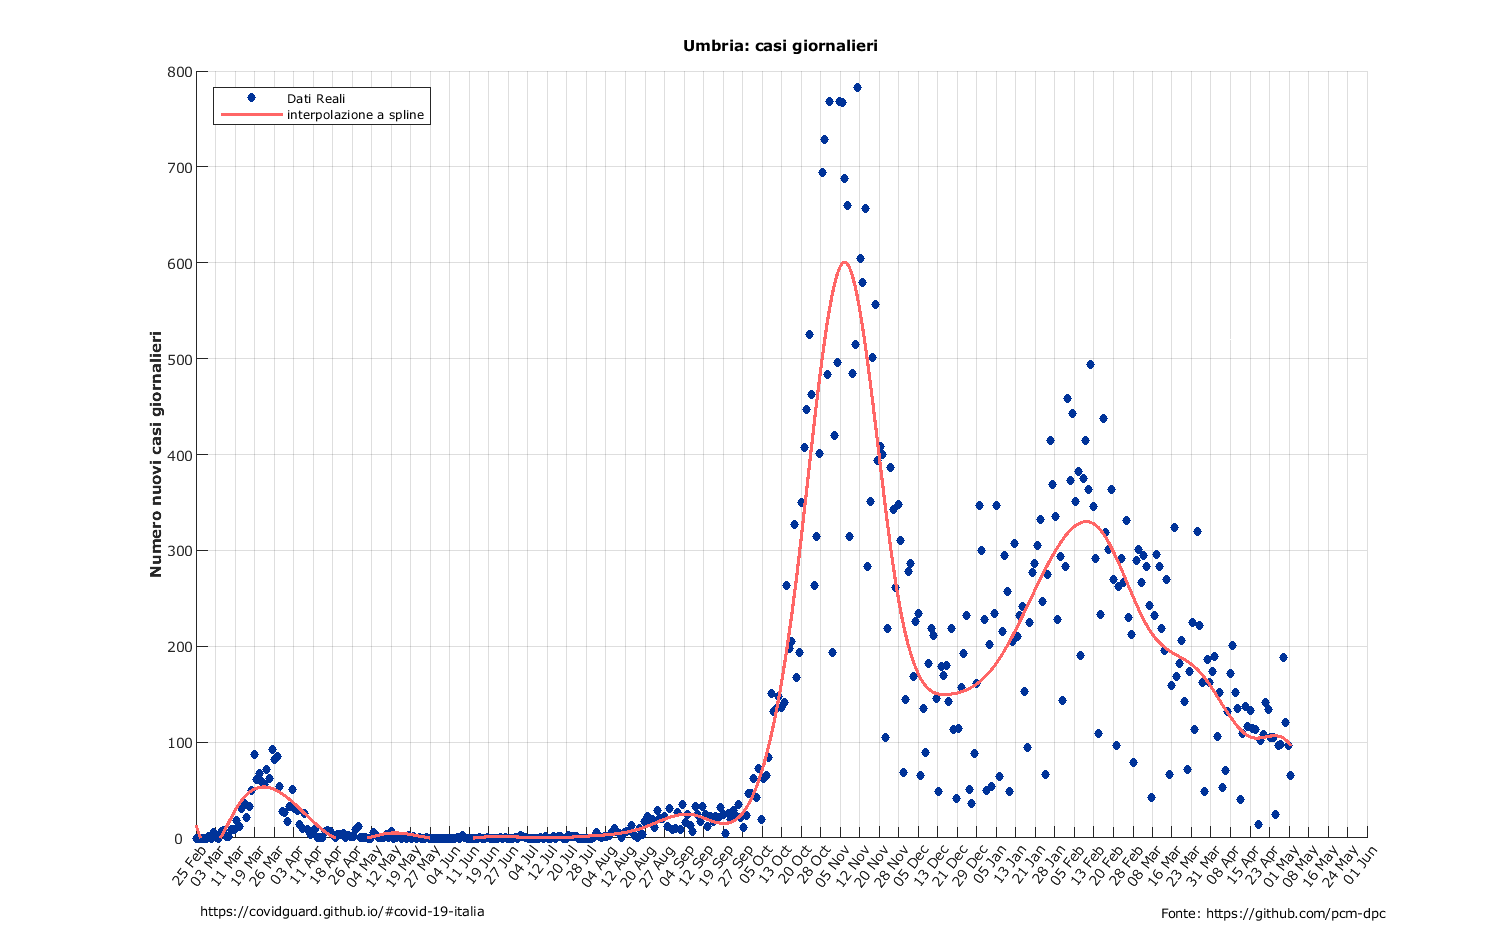 Umbria: casi giornalieri
Dati Reali
interpolazione a spline
Numero nuovi casi giornalieri
800
700
600
500
400
300
200
100
0
25 Feb
03 Mar
11 Mar
19 Mar
26 Mar
03 Apr
11 Apr
18 Apr
26 Apr
04 May
12 May
19 May
27 May
04 Jun
11 Jun
19 Jun
27 Jun
04 Jul
12 Jul
20 Jul
28 Jul
04 Aug
12 Aug
20 Aug
27 Aug
04 Sep
12 Sep
19 Sep
27 Sep
05 Oct
13 Oct
20 Oct
28 Oct
05 Nov
12 Nov
20 Nov
28 Nov
05 Dec
13 Dec
21 Dec
29 Dec
05 Jan
13 Jan
21 Jan
28 Jan
05 Feb
13 Feb
20 Feb
28 Feb
08 Mar
16 Mar
23 Mar
31 Mar
08 Apr
15 Apr
23 Apr
01 May
08 May
16 May
24 May
01 Jun
https://covidguard.github.io/#covid-19-italia
Fonte: https://github.com/pcm-dpc